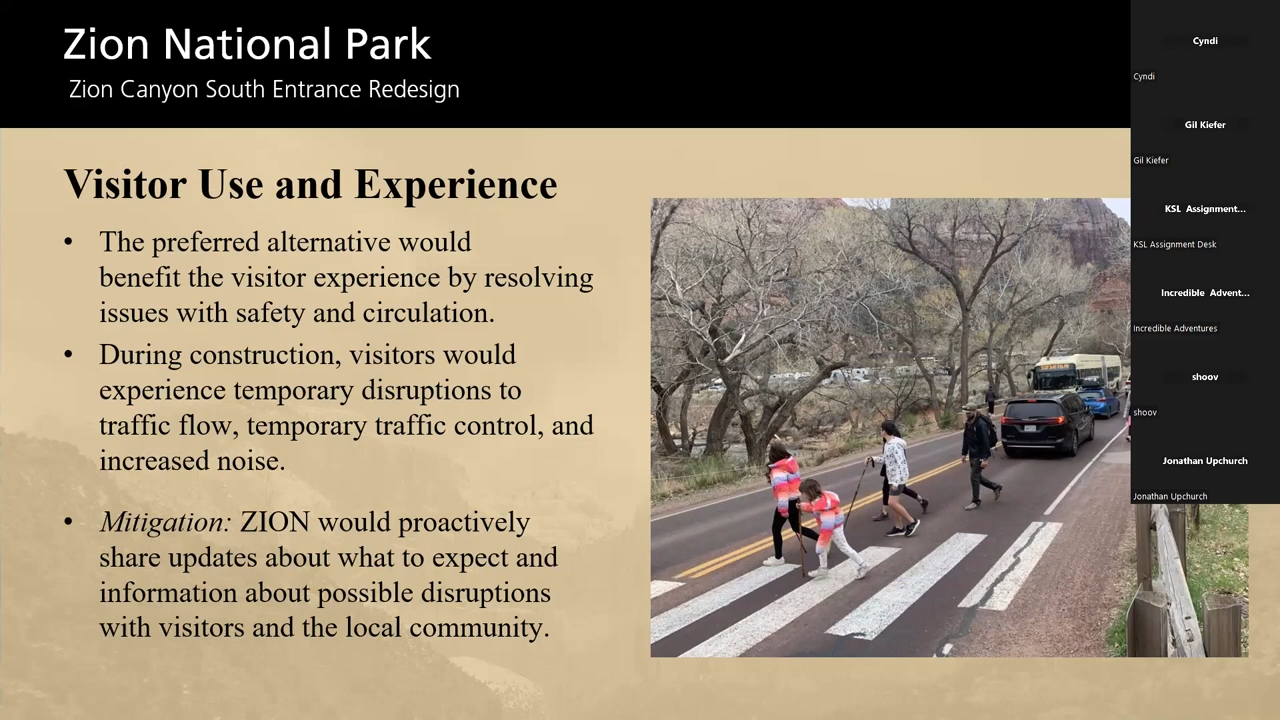 Zion National Park
Zion Canyon South Entrance Redesign
Visitor Use and Experience
• The preferred alternative would
benefit the visitor experience by resolving
issues with safety and circulation.
• During construction, visitors would
experience temporary disruptions to
traffic flow, temporary traffic control, and
increased noise.
• Mitigation: ZION would proactively
share updates about what to expect and
information about possible disruptions
with visitors and the local community.
Cyndi
Cyndi
Gil Kiefer
Gil Kiefer
KSL Assignment...
KSL Assignment Desk
Incredible Advent...
Incredible Adventures
shoov
shoov
Jonathan Upchurch
Jonathan Upchurch